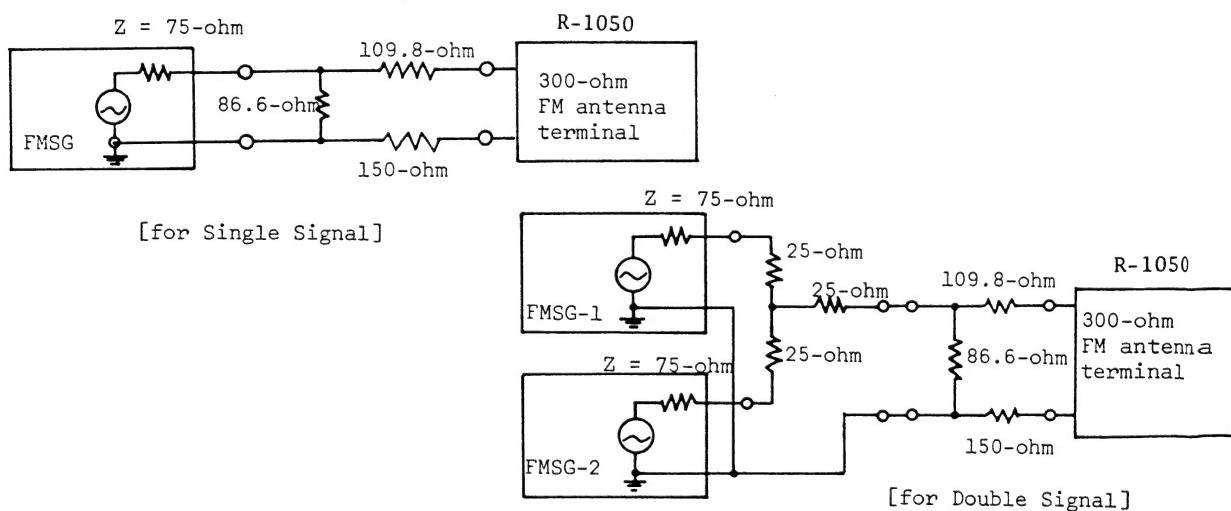 Z = 75-ohm
R-1050
109.8-ohm
86.6-ohm
300-ohm
FM antenna
terminal
FMSG
150-ohm
[for Single Signal]
Z = 75-ohm
25-ohm
25-ohm
FMSG-1
25-ohm
Z = 75-ohm
FMSG-2
R-1050
109.8-ohm
86.6-ohm
300-ohm
FM antenna
terminal
150-ohm
[for Double Signal]